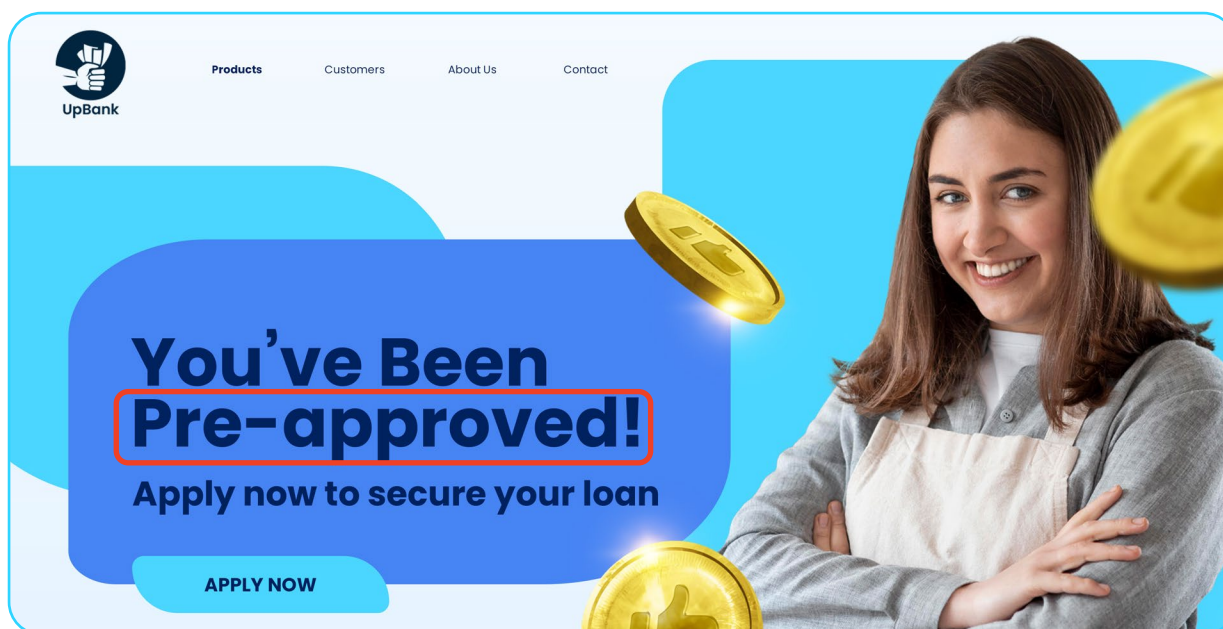 UpBank
Products Customers About Us Contact
You’ve Been
Pre-approved!
Apply now to secure your loan
APPLY NOW